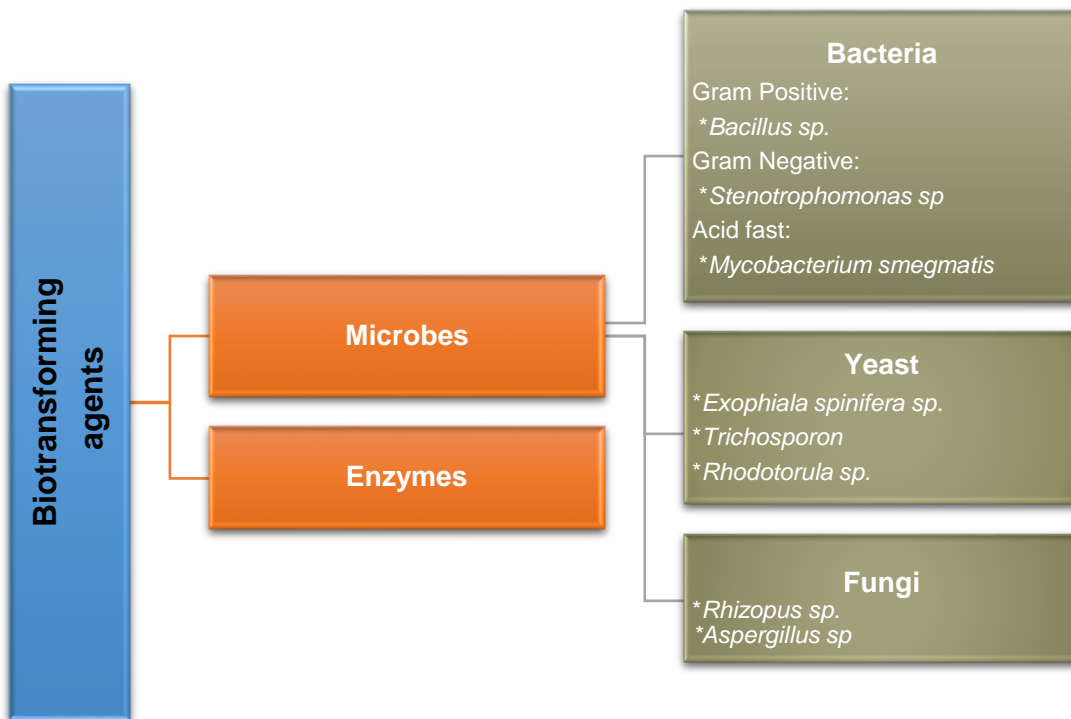 Biotransforming
agents
Microbes
Enzymes
Bacteria
Gram Positive:
*Bacillus sp.
Gram Negative:
*Stenotrophomonas sp
Acid fast:
*Mycobacterium smegmatis
Yeast
*Exophiala spinifera sp.
*Trichosporon
*Rhodotorula sp.
Fungi
*Rhizopus sp.
*Aspergillus sp